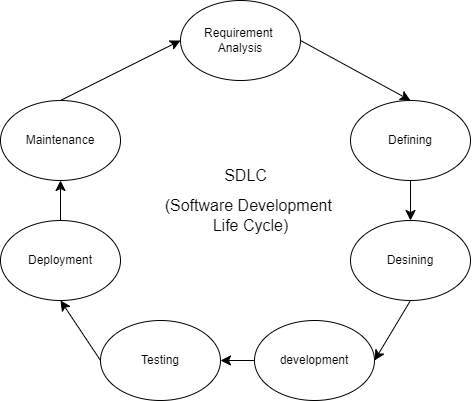 Requirement
Analysis
Maintenance
Defining
SDLC
(Software Development
Life Cycle)
Deployment
Desining
Testing
development